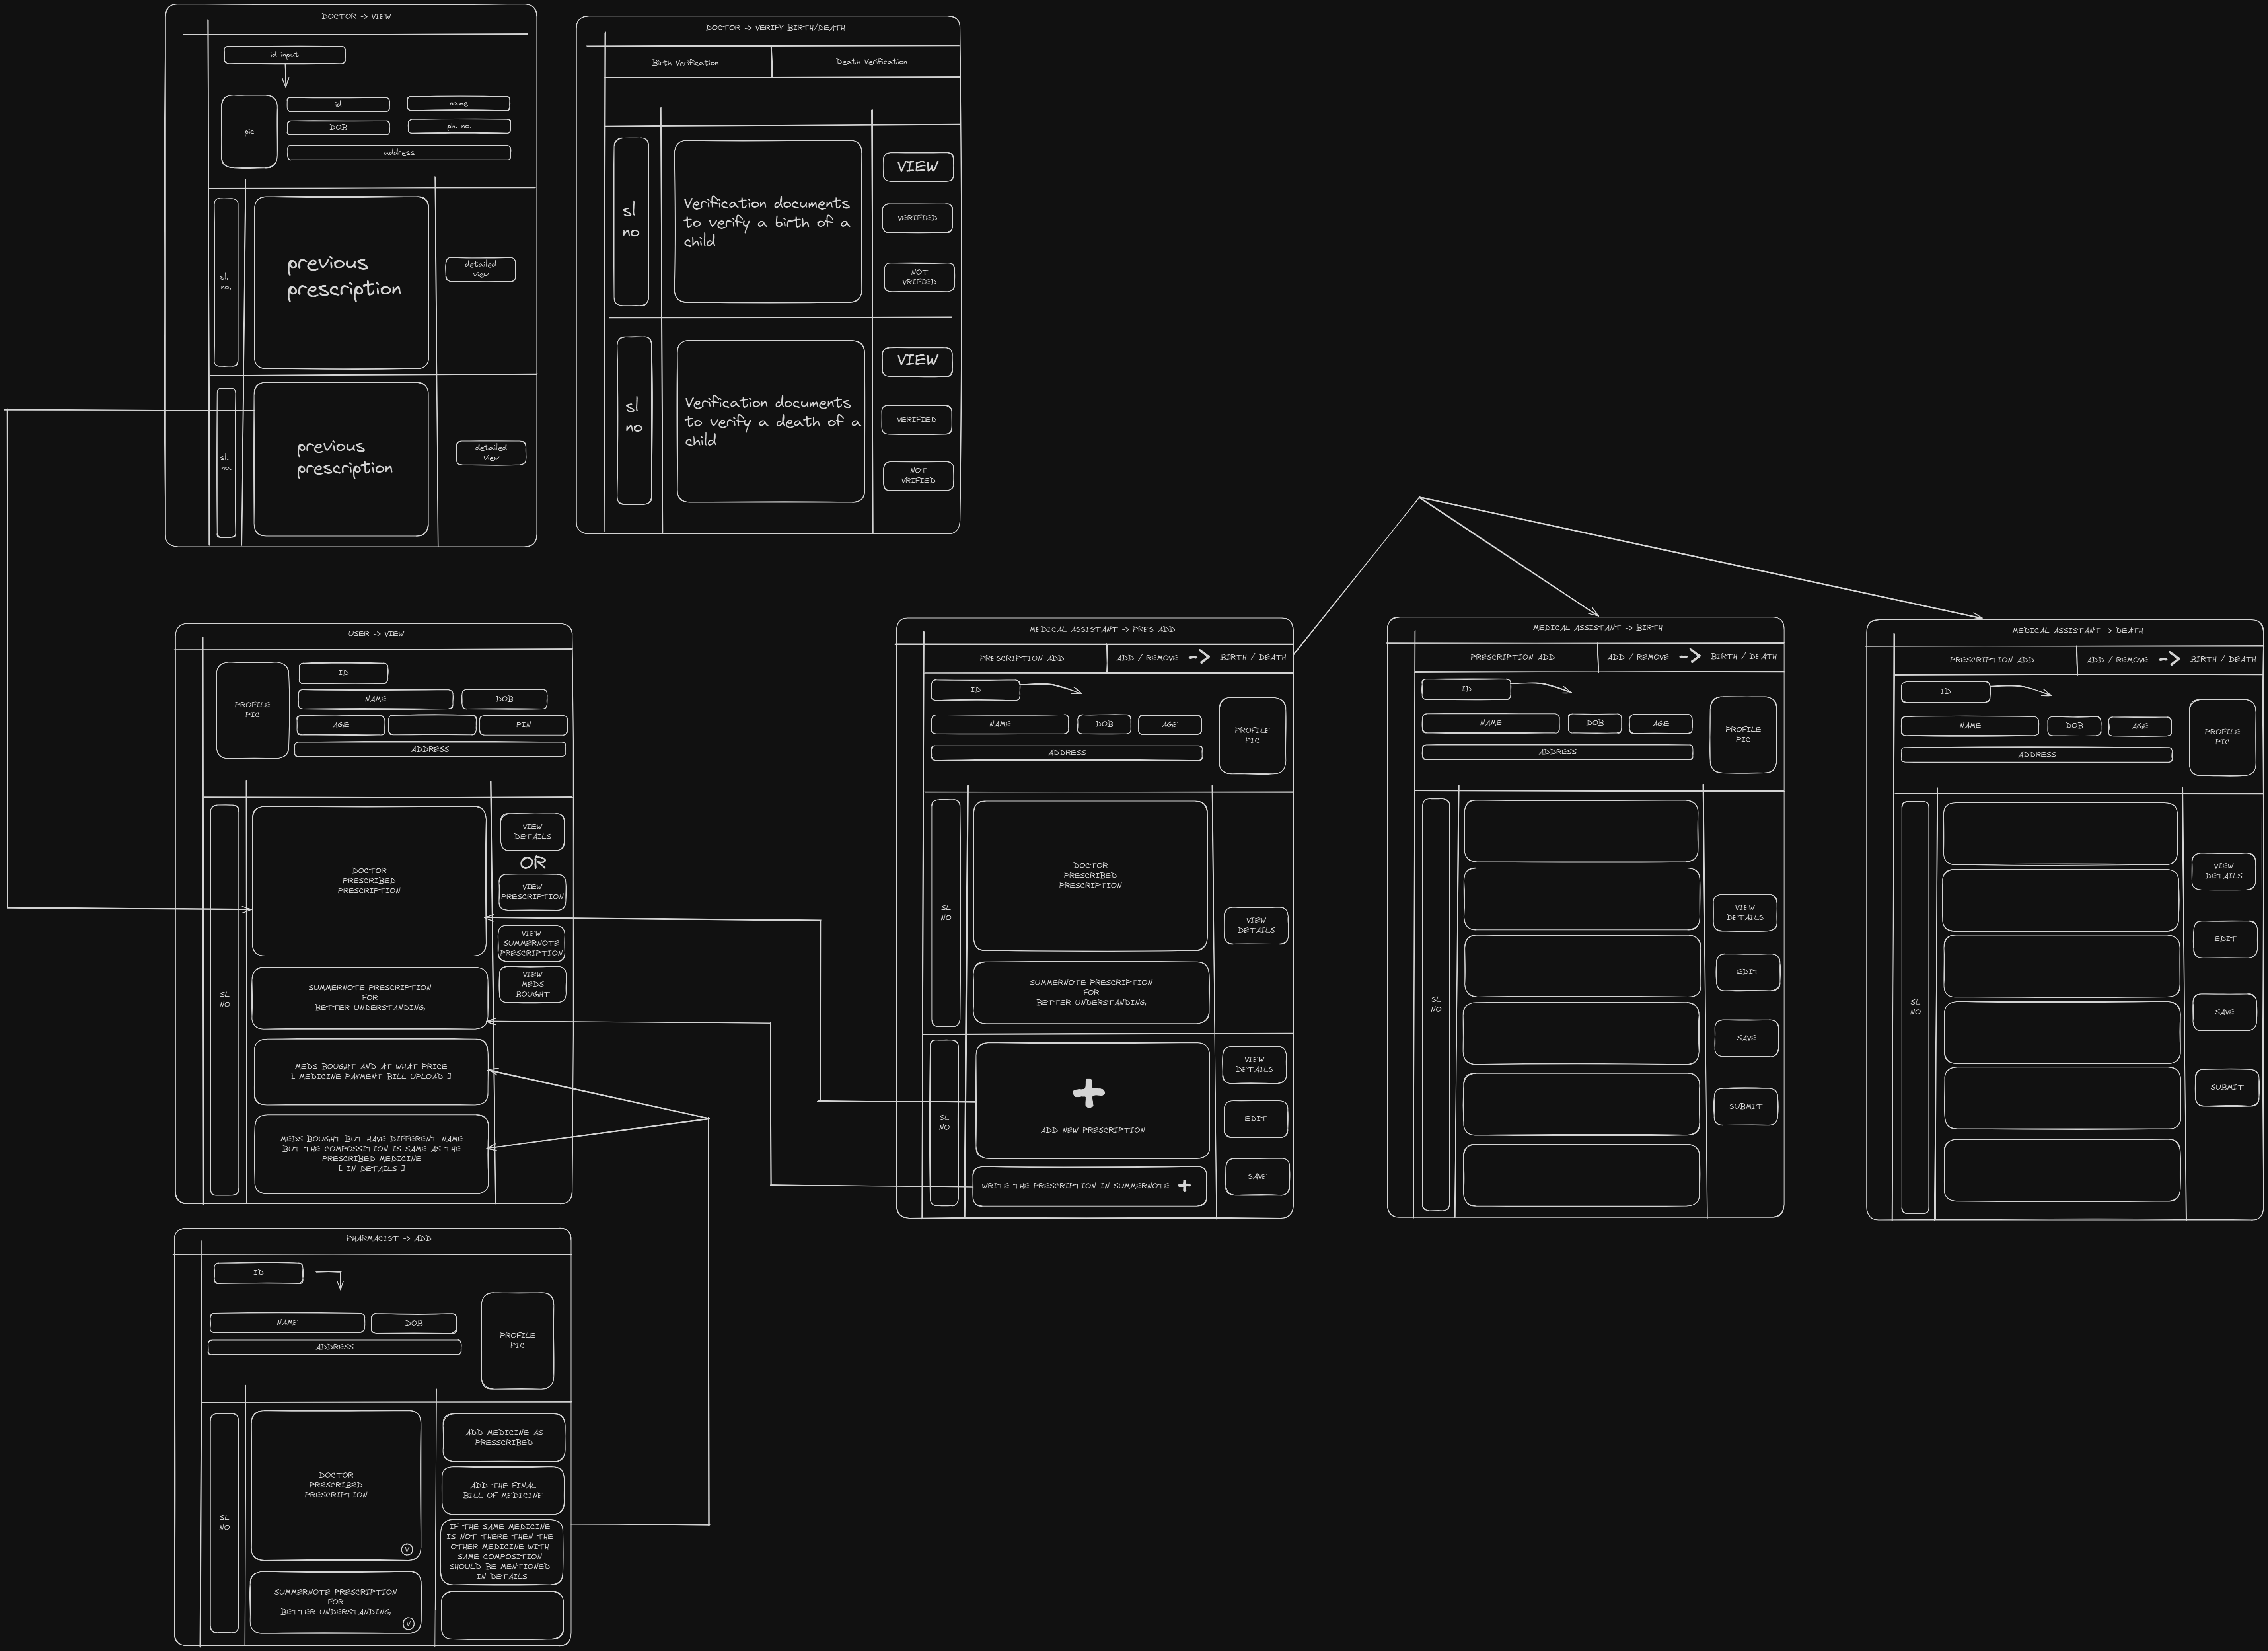 DOCTOR -> VIEW
id input
pic
id
name
DOB
ph. no.
address
sl.
no.
previous
prescription
detailed
view
sl.
no.
previous
prescription
detailed
view
DOCTOR -> VERIFY BIRTH/DEATH
Birth Verification
Death Verification
sl
no
Verification documents
to verify a birth of a
child
VIEW
VERIFIED
NOT
VRIFIED
sl
no
Verification documents
to verify a death of a
child
VIEW
VERIFIED
NOT
VRIFIED
USER -> VIEW
PROFILE
PIC
ID
NAME
DOB
AGE
PIN
ADDRESS
SL
NO
DOCTOR
PRESCRIBED
PRESCRIPTION
VIEW
DETAILS
OR
VIEW
PRESCRIPTION
VIEW
SUMMERNOTE
PRESCRIPTION
VIEW
MEDS
BOUGHT
SUMMERNOTE PRESCRIPTION
FOR
BETTER UNDERSTANDING
MEDS BOUGHT AND AT WHAT PRICE
[ MEDICINE PAYMENT BILL UPLOAD ]
MEDS BOUGHT BUT HAVE DIFFERENT NAME
BUT THE COMPOSSITION IS SAME AS THE
PRESCRIBED MEDICINE
[ IN DETAILS ]
MEDICAL ASSISTANT -> PRES ADD
PRESCRIPTION ADD
ADD / REMOVE -> BIRTH / DEATH
ID
NAME
DOB
AGE
ADDRESS
PROFILE
PIC
SL
NO
DOCTOR
PRESCRIBED
PRESCRIPTION
SUMMERNOTE PRESCRIPTION
FOR
BETTER UNDERSTANDING
VIEW
DETAILS
SL
NO
+
ADD NEW PRESCRIPTION
WRITE THE PRESCRIPTION IN SUMMERNOTE +
VIEW
DETAILS
EDIT
SAVE
MEDICAL ASSISTANT -> BIRTH
PRESCRIPTION ADD
ADD / REMOVE -> BIRTH / DEATH
ID
NAME
DOB
AGE
ADDRESS
PROFILE
PIC
SL
NO
VIEW
DETAILS
EDIT
SAVE
SUBMIT
MEDICAL ASSISTANT -> DEATH
PRESCRIPTION ADD
ADD / REMOVE -> BIRTH / DEATH
ID
NAME
DOB
AGE
ADDRESS
PROFILE
PIC
SL
NO
VIEW
DETAILS
EDIT
SAVE
SUBMIT
PHARMACIST -> ADD
ID
NAME
DOB
ADDRESS
PROFILE
PIC
SL
NO
DOCTOR
PRESCRIBED
PRESCRIPTION
V
SUMMERNOTE PRESCRIPTION
FOR
BETTER UNDERSTANDING
V
ADD MEDICINE AS
PRESSCRIBED
ADD THE FINAL
BILL OF MEDICINE
IF THE SAME MEDICINE
IS NOT THERE THEN THE
OTHER MEDICINE WITH
SAME COMPOSITION
SHOULD BE MENTIONED
IN DETAILS